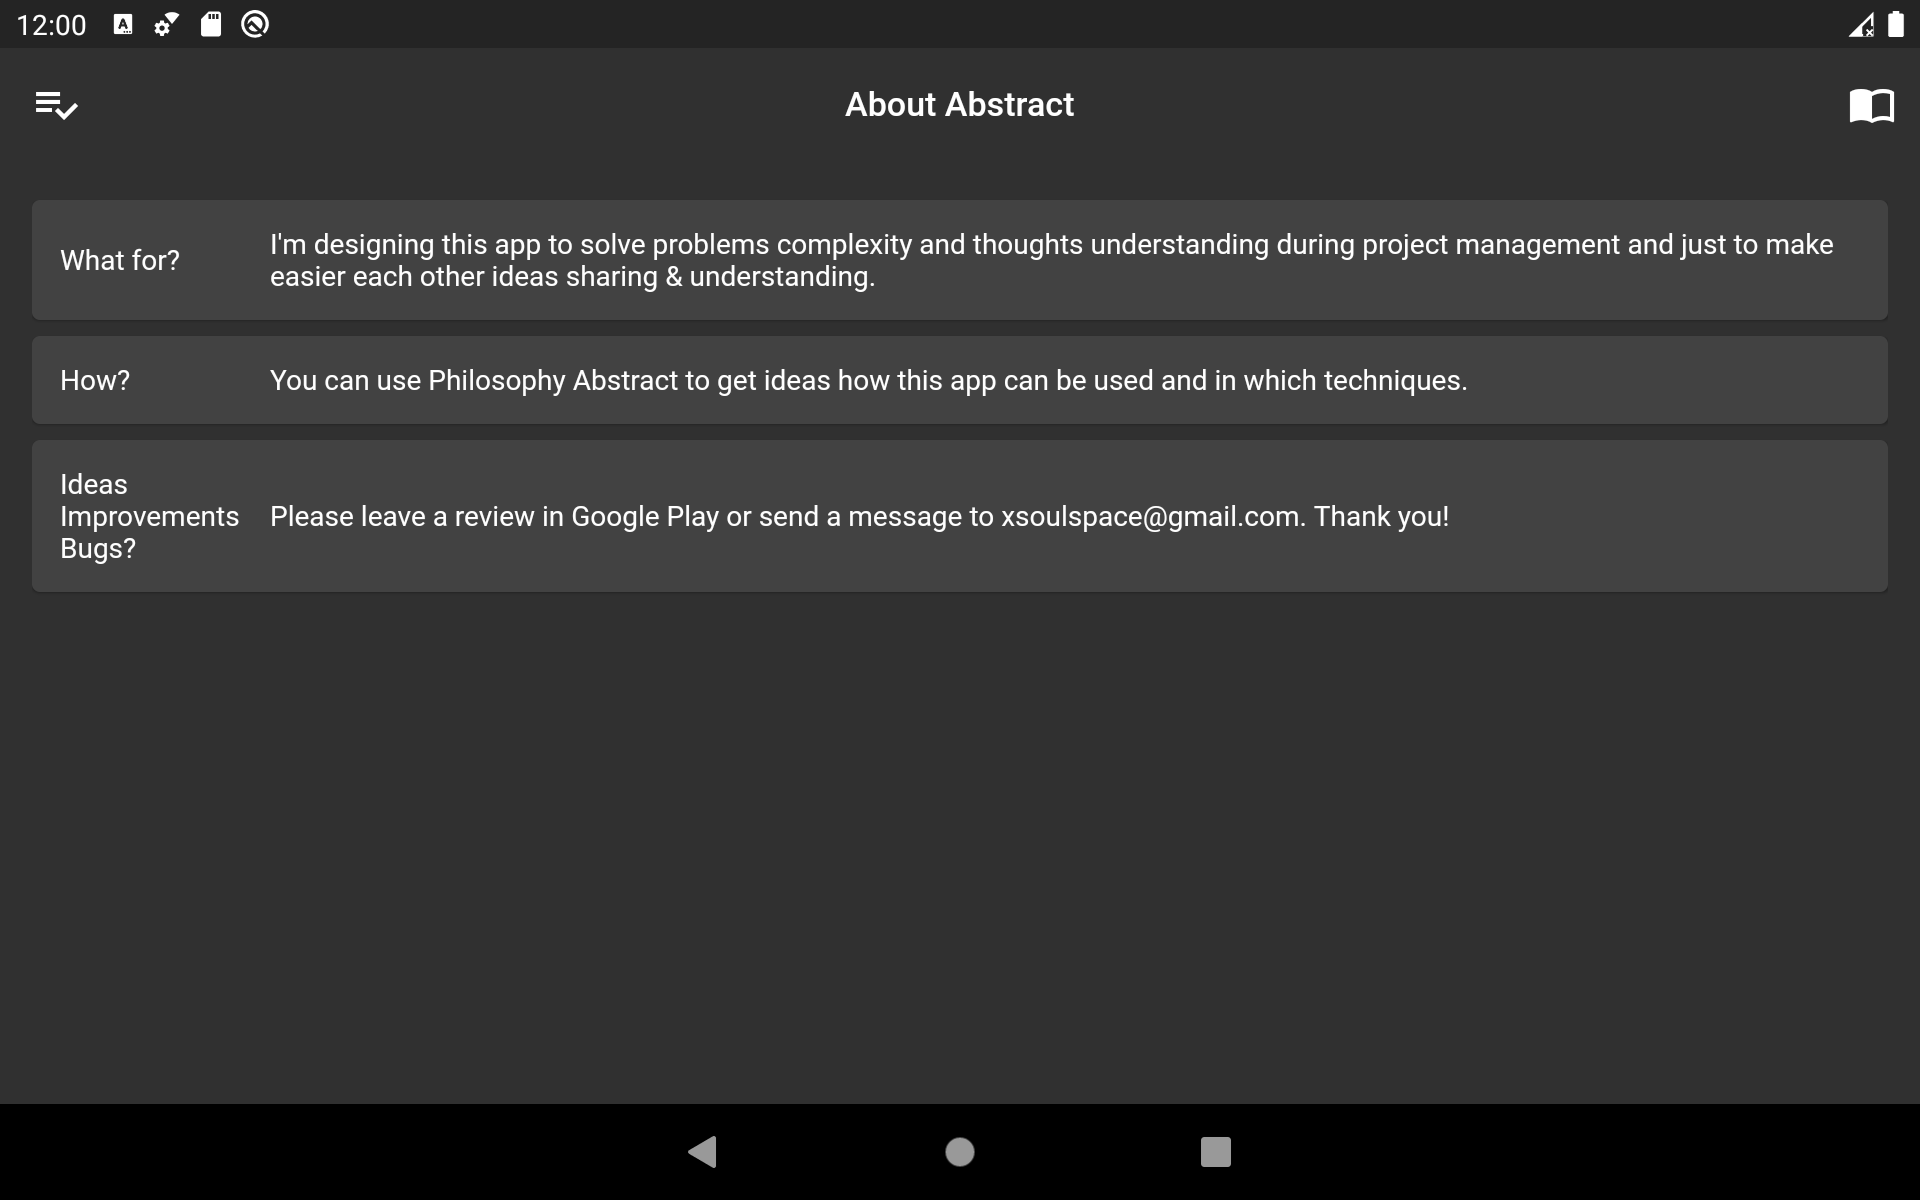 12:00
About Abstract
What for?
I'm designing this app to solve problems complexity and thoughts understanding during project management and just to make
easier each other ideas sharing & understanding.
How?
You can use Philosophy Abstract to get ideas how this app can be used and in which techniques.
Ideas
Improvements
Bugs?
Please leave a review in Google Play or send a message to xsoulspace@gmail.com. Thank you!